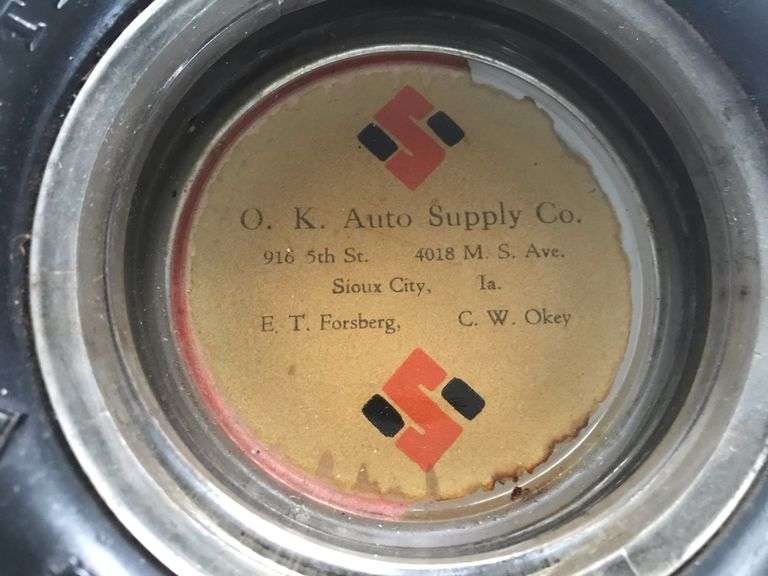 O. K. Auto Supply Co.
916 5th St. 4018 M. S. Ave.
Sioux City, Ia.
E. T. Forsberg, C. W. Okey